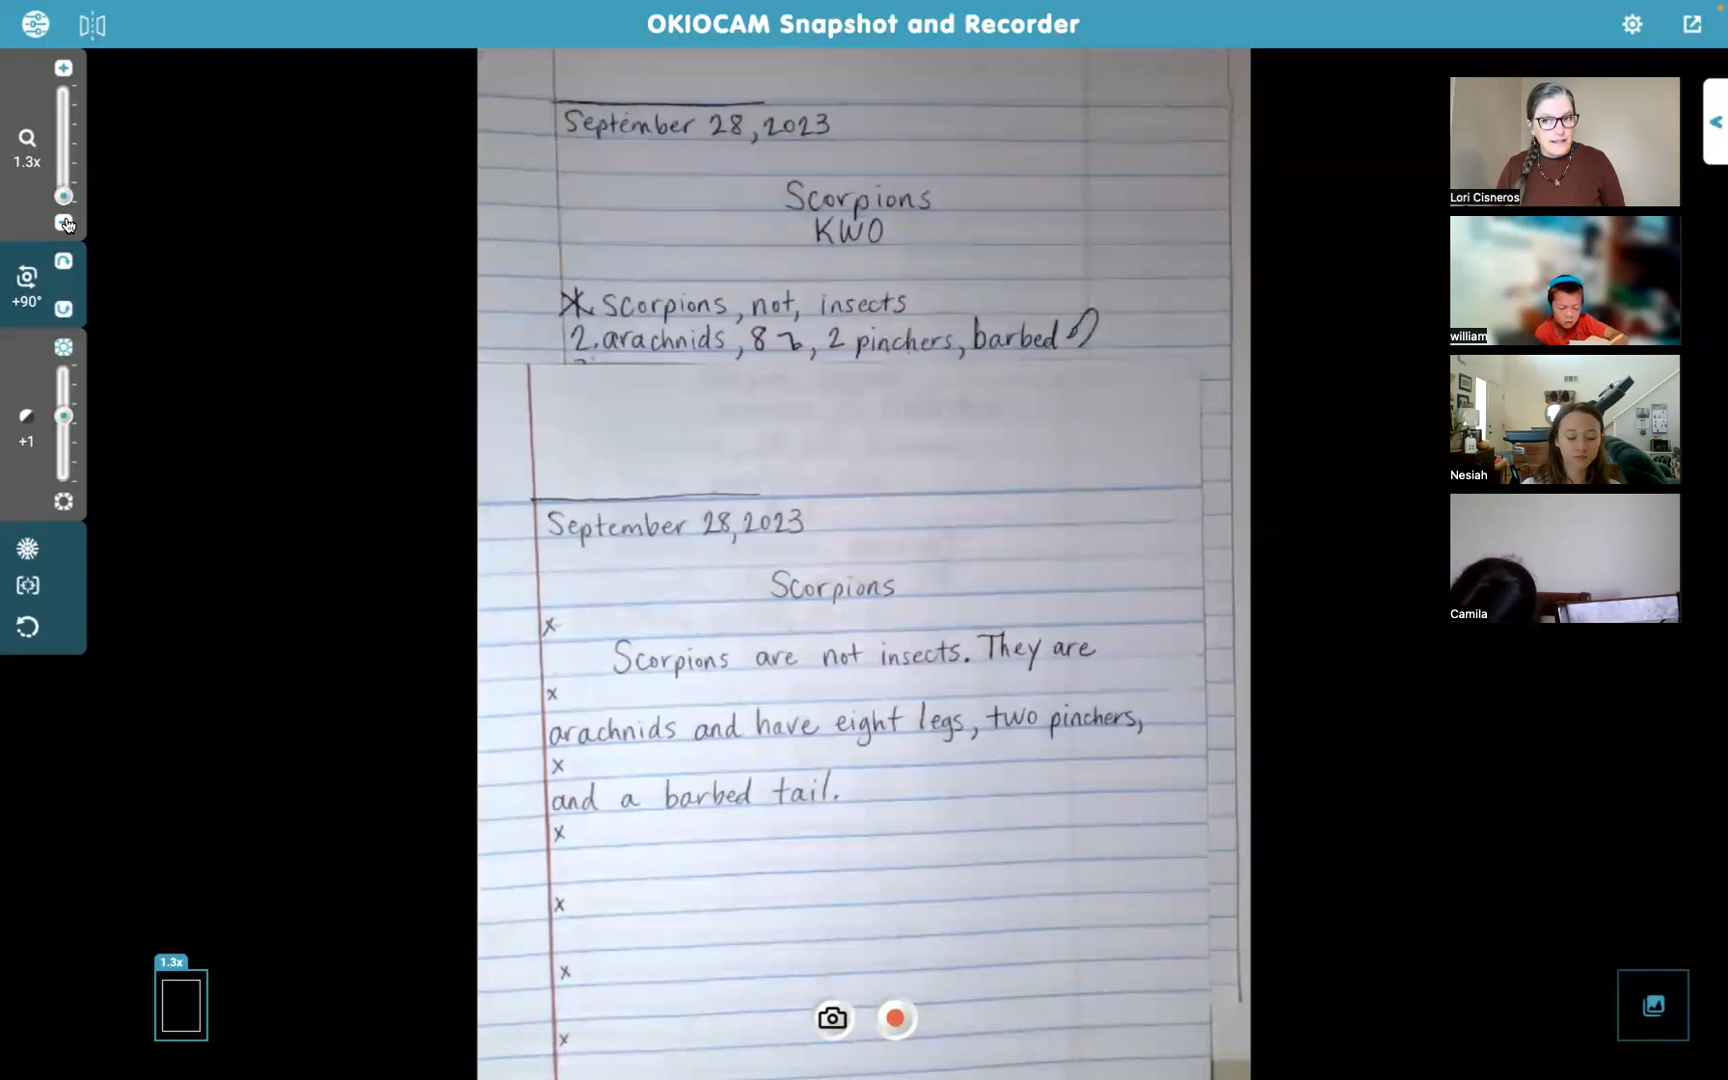 OKIOCAM Snapshot and Recorder
1.3x
+90°
+1
September 28, 2023
Scorpions
KWO
scorpions, not, insects
2. arachnids, 8, 2 pinchers, barbed
September 28, 2023
Scorpions
x
Scorpions are not insects. They are
x
arachnids and have eight legs, two pinchers,
x
and a barbed tail.
x
x
x
x
1.3x
Lori Cisneros
william
Nesiah
Camila